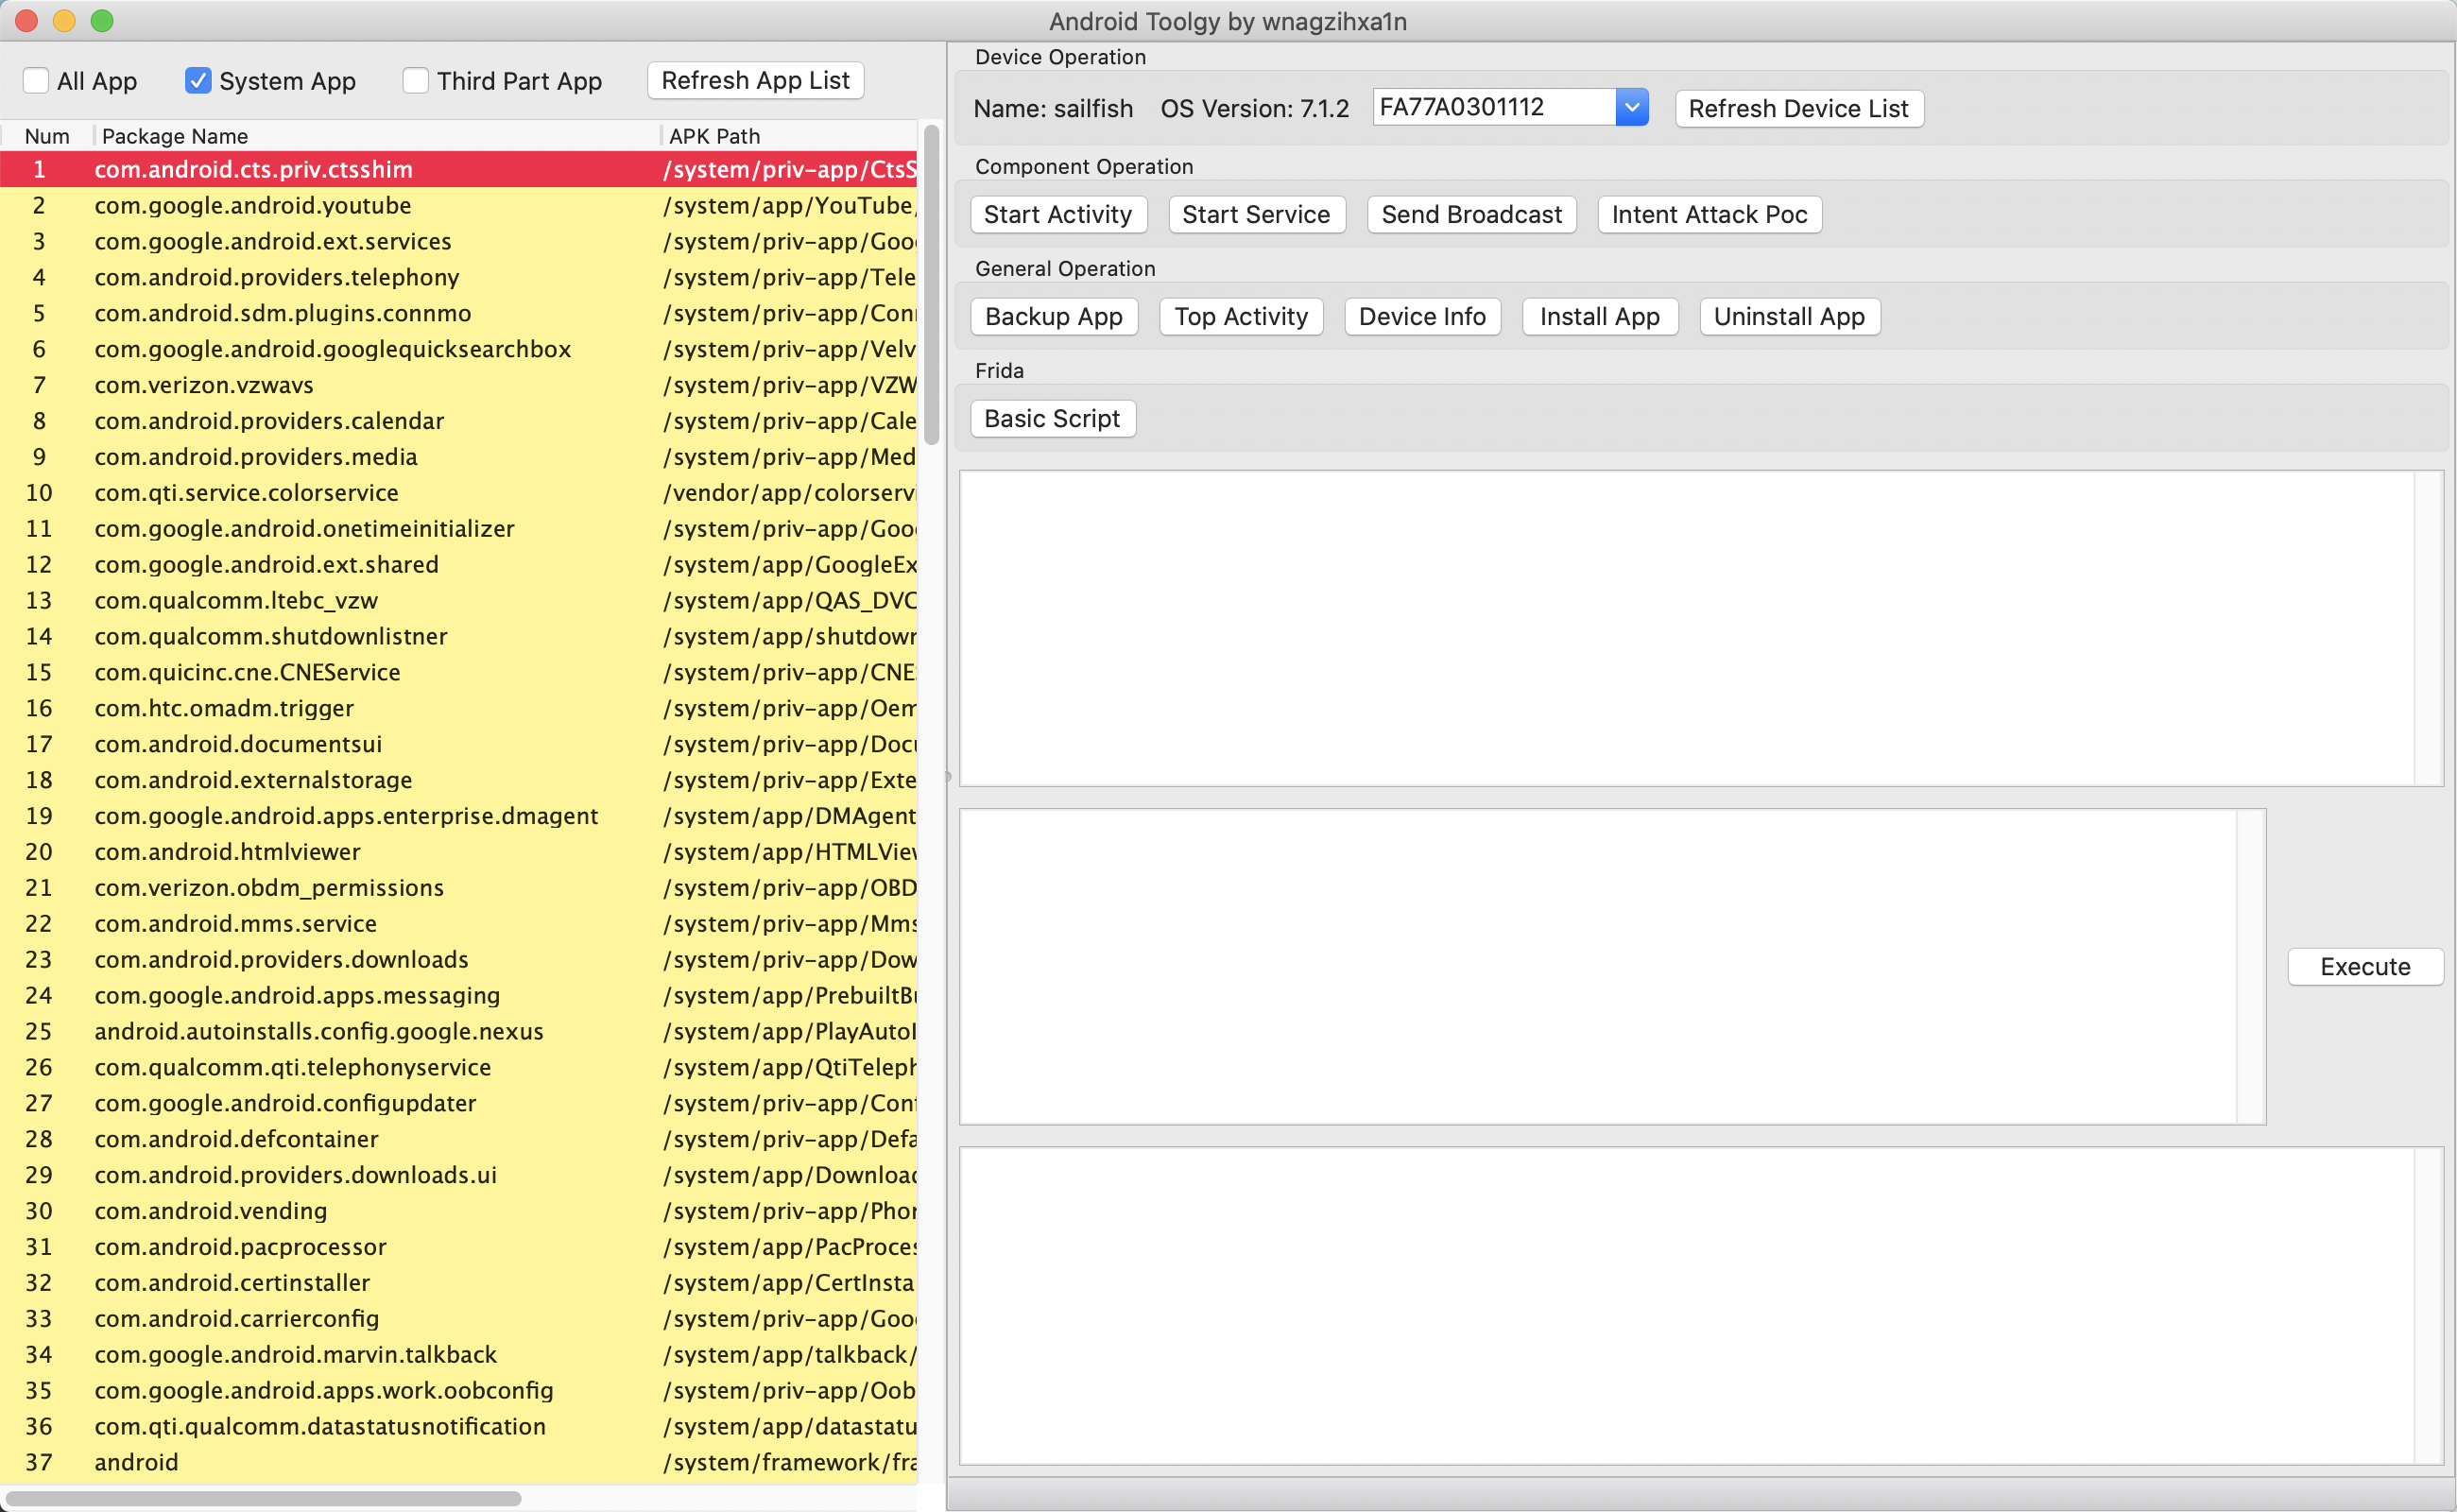 Android Toolgy by wnagzihxa1n
All App System App Third Part App Refresh App List
Num Package Name APK Path
1 com.android.cts.priv.ctsshim /system/priv-app/CtsS
2 com.google.android.youtube /system/app/YouTube/
3 com.google.android.ext.services /system/priv-app/Goo
4 com.android.providers.telephony /system/priv-app/Tele
5 com.android.sdm.plugins.connmo /system/priv-app/Con
6 com.google.android.googlequicksearchbox /system/priv-app/Velv
7 com.verizon.vzwavs /system/priv-app/VZW
8 com.android.providers.calendar /system/priv-app/Cale
9 com.android.providers.media /system/priv-app/Med
10 com.qti.service.colorservice /vendor/app/colorservi
11 com.google.android.onetimeinitializer /system/priv-app/Goo
12 com.google.android.ext.shared /system/app/GoogleEx
13 com.qualcomm.ltebc_vzw /system/app/QAS_DVC
14 com.qualcomm.shutdownlistner /system/app/shutdown
15 com.quicinc.cne.CNEService /system/priv-app/CNE
16 com.htc.omadm.trigger /system/priv-app/Oem
17 com.android.documentsui /system/priv-app/Docu
18 com.android.externalstorage /system/priv-app/Exte
19 com.google.android.apps.enterprise.dmagent /system/app/DMAgent
20 com.android.htmlviewer /system/app/HTMLView
21 com.verizon.obdm_permissions /system/priv-app/OBD
22 com.android.mms.service /system/priv-app/Mms
23 com.android.providers.downloads /system/priv-app/Dow
24 com.google.android.apps.messaging /system/app/PrebuiltBu
25 android.autoinstalls.config.google.nexus /system/app/PlayAutoI
26 com.qualcomm.qti.telephonyservice /system/app/QtiTeleph
27 com.google.android.configupdater /system/priv-app/Conf
28 com.android.defcontainer /system/priv-app/Defa
29 com.android.providers.downloads.ui /system/app/Download
30 com.android.vending /system/priv-app/Phon
31 com.android.pacprocessor /system/app/PacProces
32 com.android.certinstaller /system/app/CertInsta
33 com.android.carrierconfig /system/priv-app/Goo
34 com.google.android.marvin.talkback /system/app/talkback/
35 com.google.android.apps.work.oobconfig /system/priv-app/Oob
36 com.qti.qualcomm.datastatusnotification /system/app/datastatu
37 android /system/framework/fra
Device Operation
Name: sailfish OS Version: 7.1.2 FA77A0301112 Refresh Device List
Component Operation
Start Activity Start Service Send Broadcast Intent Attack Poc
General Operation
Backup App Top Activity Device Info Install App Uninstall App
Frida
Basic Script
Execute